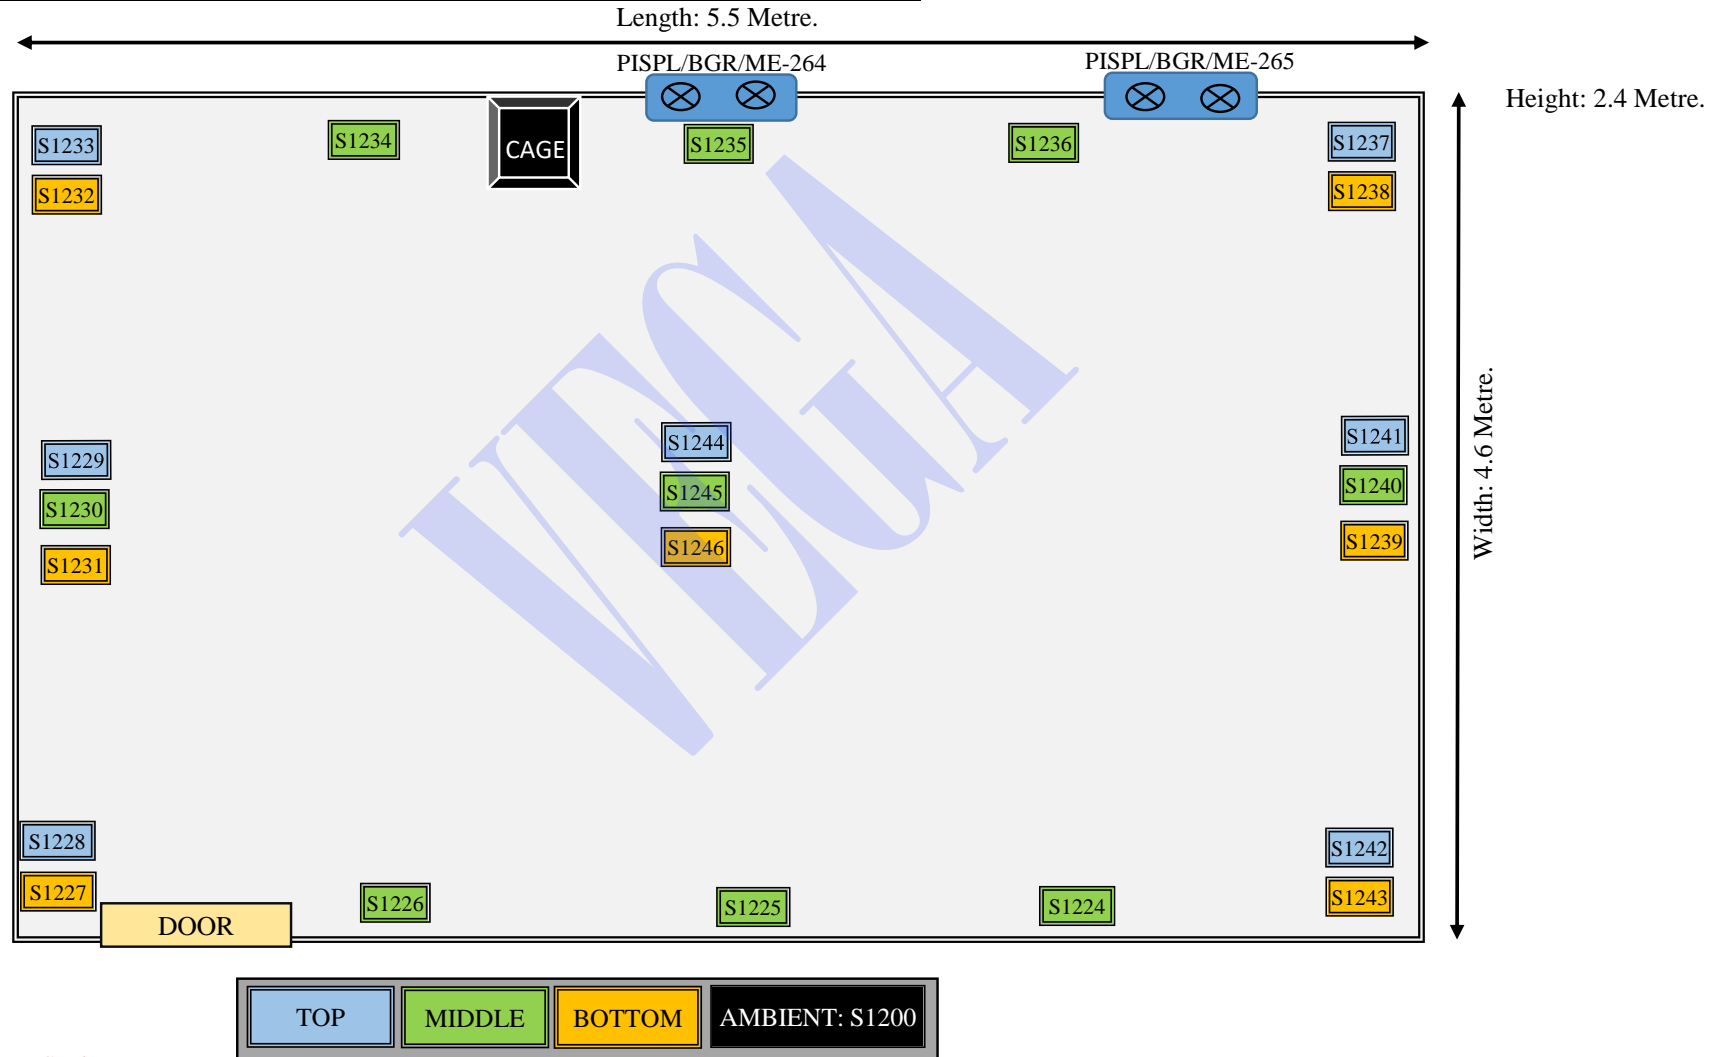 Length: 5.5 Metre.
PISPL/BGR/ME-264
PISPL/BGR/ME-265
Height: 2.4 Metre.
S1233
S1234
CAGE
S1235
S1236
S1237
S1232
S1238
VEGA
Width: 4.6 Metre.
S1229
S1244
S1241
S1230
S1245
S1240
S1231
S1246
S1239
S1228
S1242
S1227
S1226
S1225
S1224
S1243
DOOR
TOP
MIDDLE
BOTTOM
AMBIENT: S1200